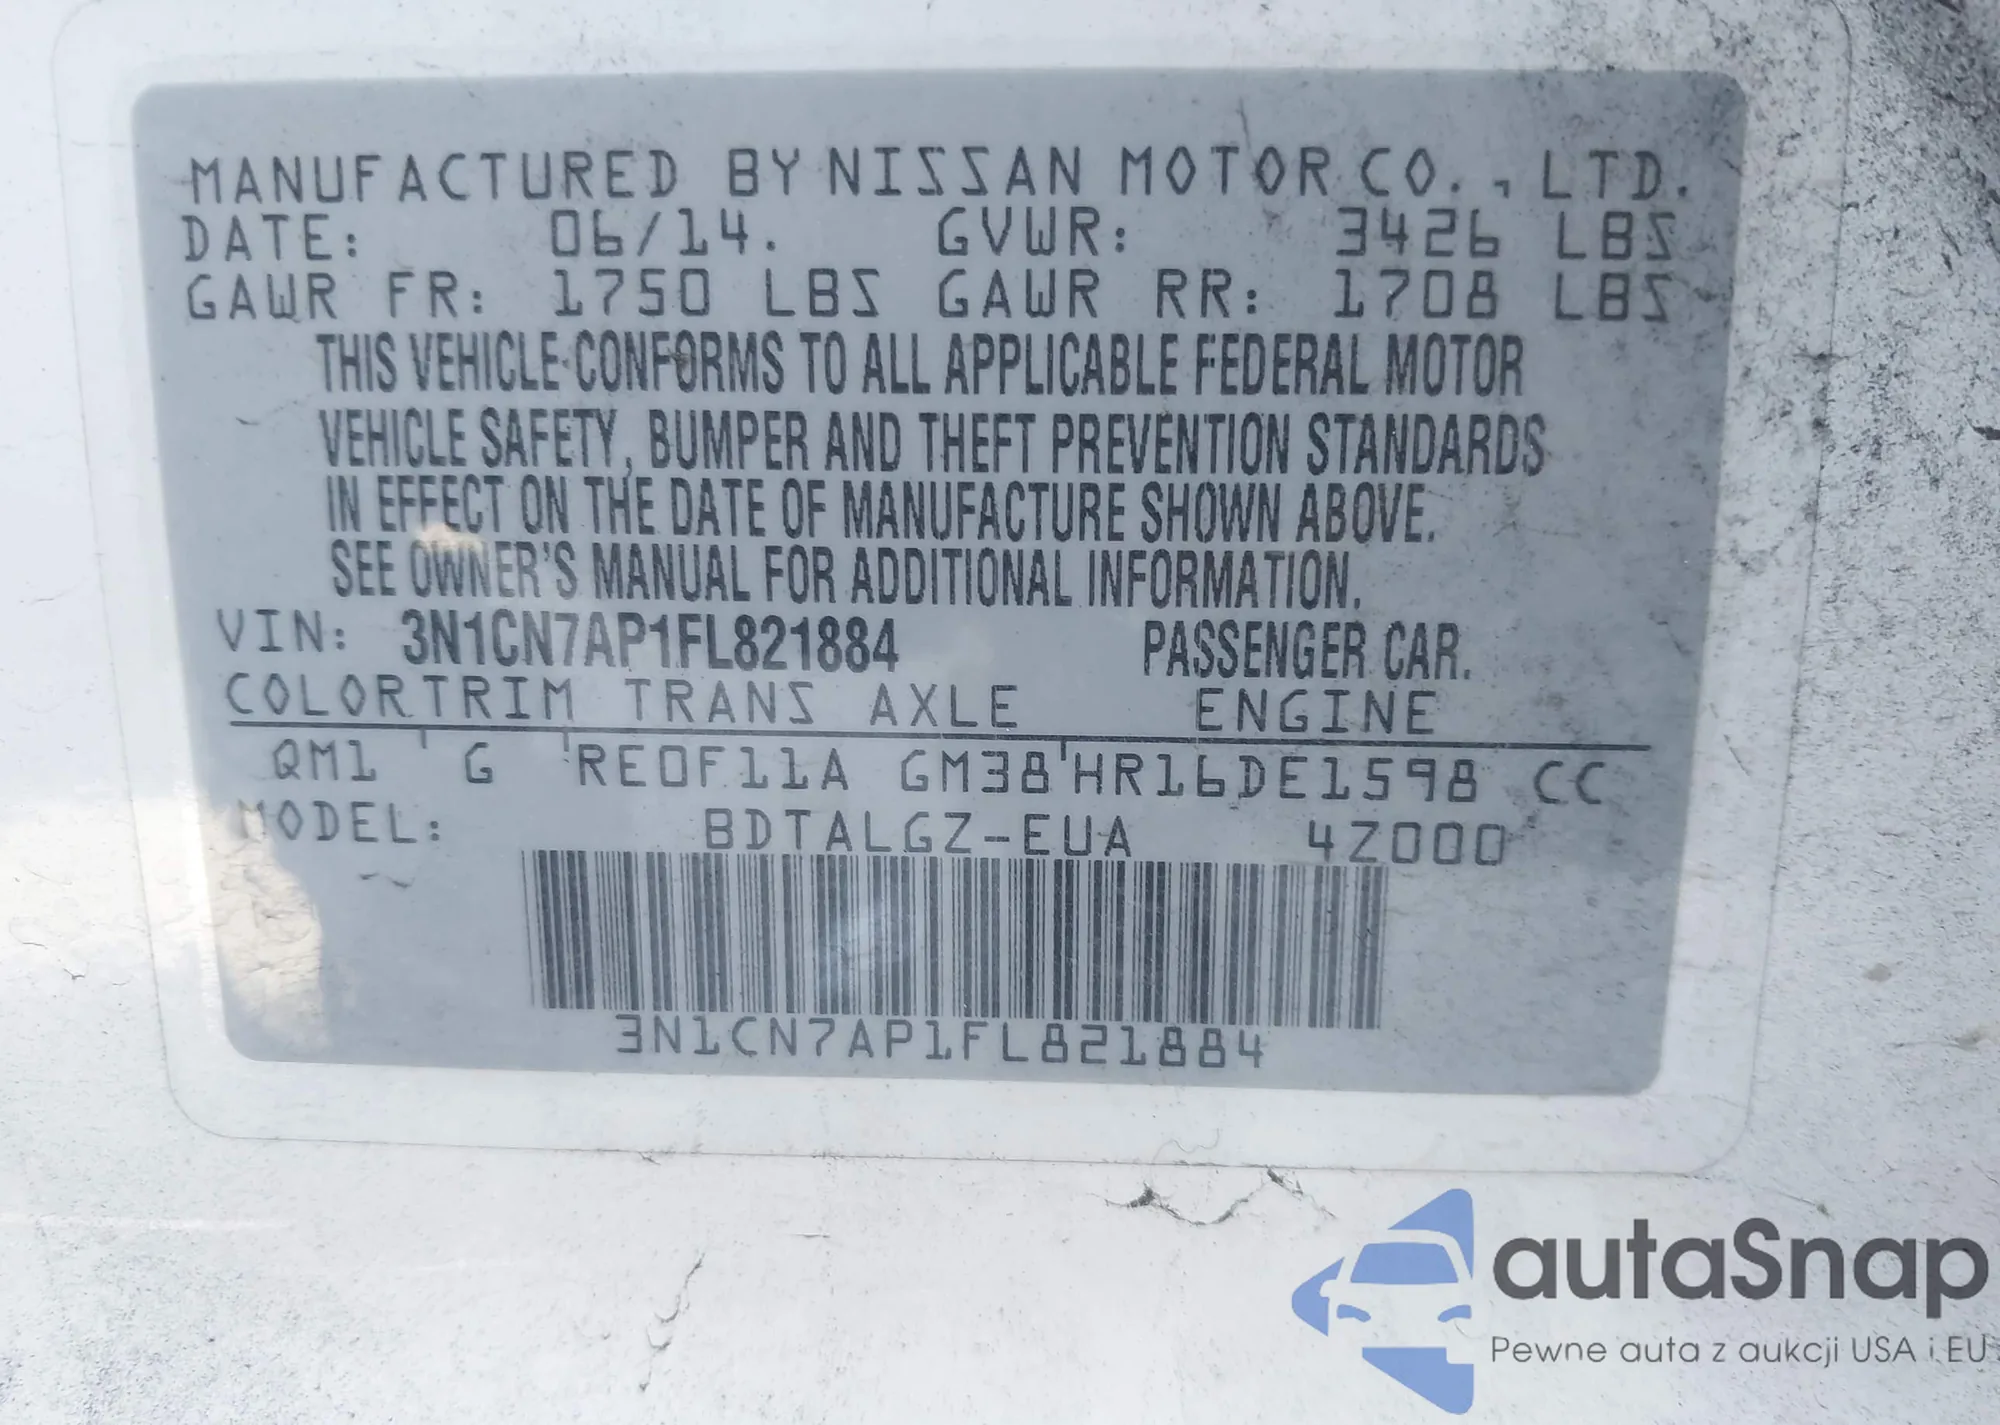 MANUFACTURED BY NISSAN MOTOR CO., LTD.
DATE: 06/14. GVWR: 3426 LBS
GAWR FR: 1750 LBS GAWR RR: 1708 LBS
THIS VEHICLE CONFORMS TO ALL APPLICABLE FEDERAL MOTOR
VEHICLE SAFETY, BUMPER AND THEFT PREVENTION STANDARDS
IN EFFECT ON THE DATE OF MANUFACTURE SHOWN ABOVE.
SEE OWNER'S MANUAL FOR ADDITIONAL INFORMATION.
VIN: 3N1CN7AP1FL821884 PASSENGER CAR.
COLOR TRIM TRANS AXLE ENGINE
QM1 G RE0F11A GM38 HR16DE1598 CC
MODEL: BDTALGZ-EUA 4Z000
3N1CN7AP1FL821884
autaSnap
Pewne auta z aukcji USA i EU